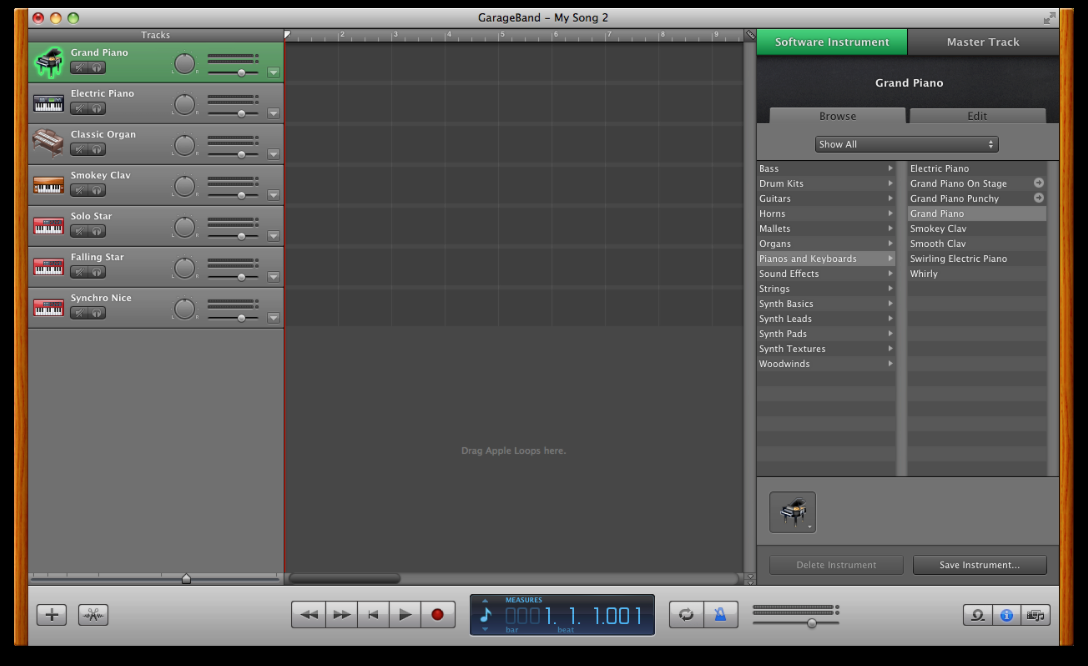 GarageBand – My Song 2
Tracks
2 3 4 5 6 7 8 9
Grand Piano
Electric Piano
Classic Organ
Smokey Clav
Solo Star
Falling Star
Synchro Nice
Drag Apple Loops here.
Software Instrument
Master Track
Grand Piano
Browse
Edit
Show All
Bass
Drum Kits
Guitars
Horns
Mallets
Organs
Pianos and Keyboards
Sound Effects
Strings
Synth Basics
Synth Leads
Synth Pads
Synth Textures
Woodwinds
Electric Piano
Grand Piano On Stage
Grand Piano Punchy
Grand Piano
Smokey Clav
Smooth Clav
Swirling Electric Piano
Whirly
Delete Instrument
Save Instrument...
MEASURES
0001. 1. 1.001
bar beat